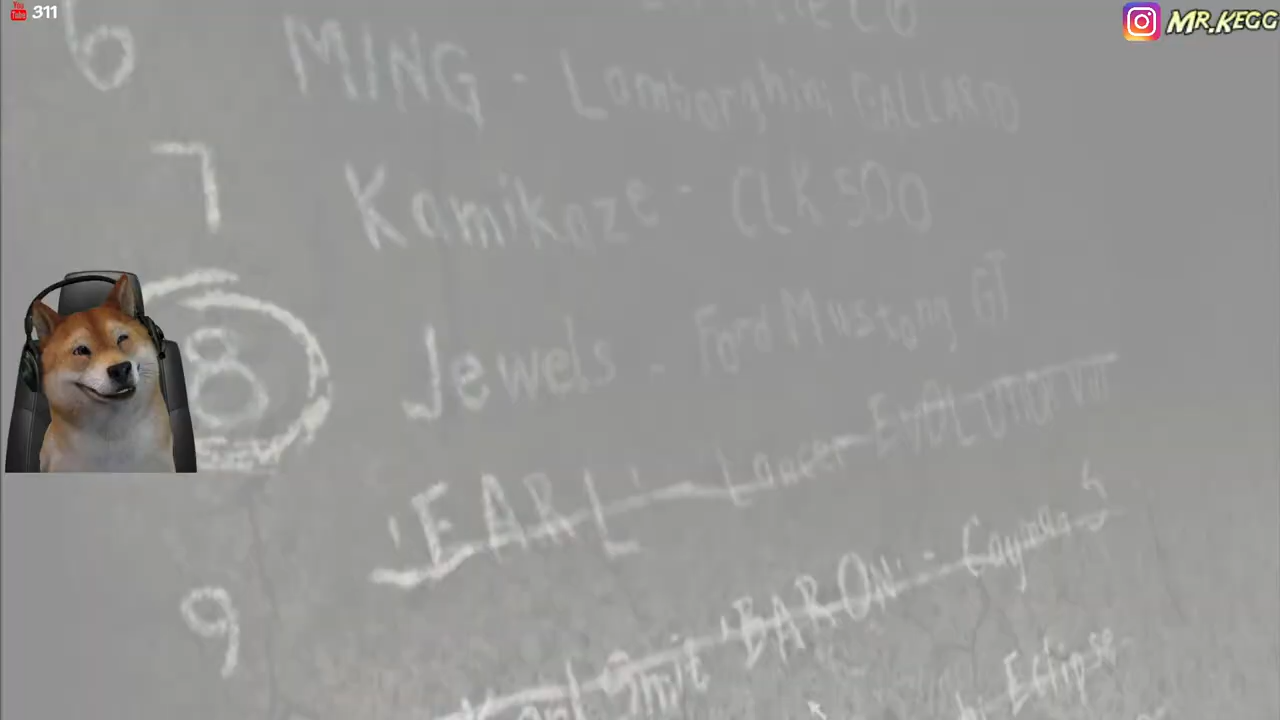 311
MR.KEGG
6 MING - Lamborghini GALLARDO
7 Kamikaze - CLK 500
8 Jewels - Ford Mustang GT
'EARL' - Lancer EVOLUTION VIII
9 'BARON' - Cayman S
Eclipse